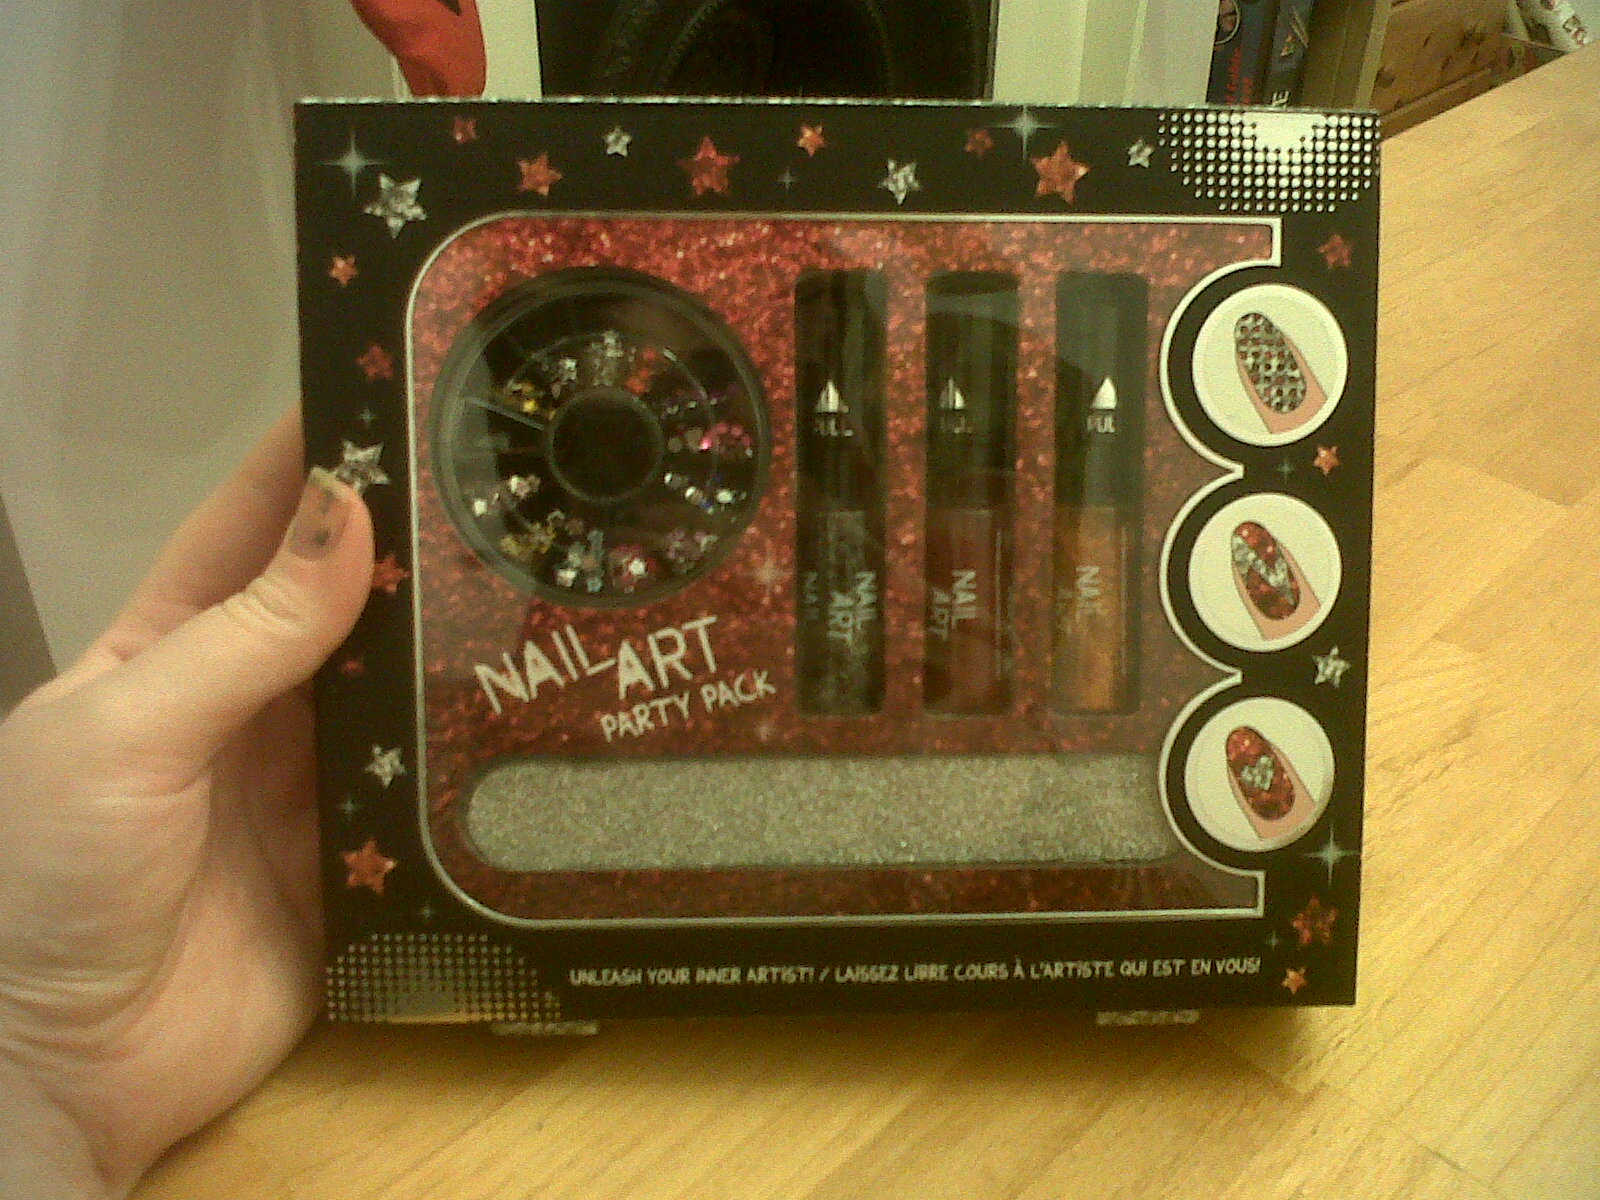 NAIL ART
PARTY PACK
NAIL
ART
NAIL
ART
NAIL
UNLEASH YOUR INNER ARTIST! / LAISSEZ LIBRE COURS À L'ARTISTE QUI EST EN VOUS!